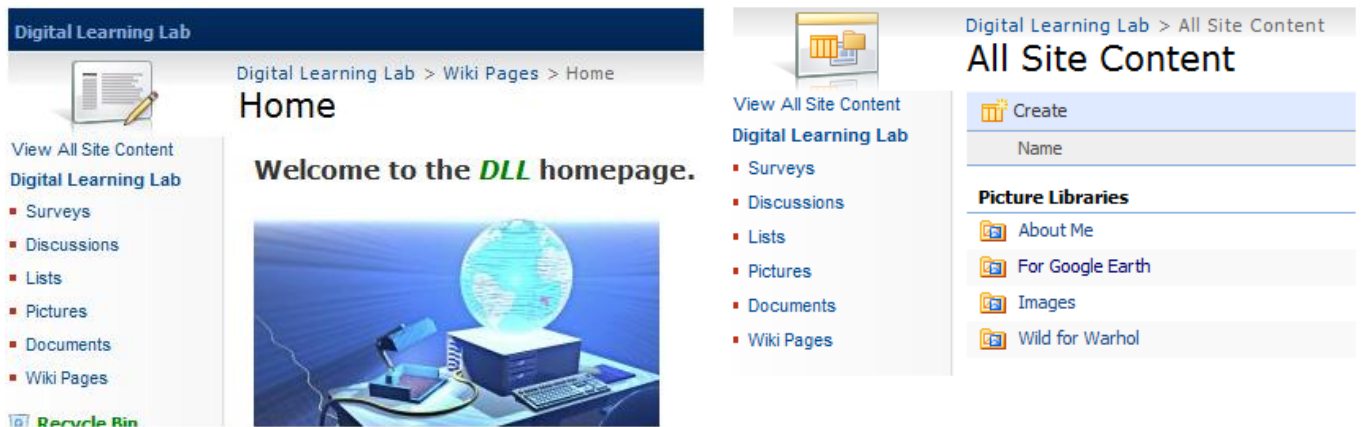 Digital Learning Lab
Digital Learning Lab > Wiki Pages > Home
Home
View All Site Content
Digital Learning Lab
Surveys
Discussions
Lists
Pictures
Documents
Wiki Pages
Recycle Bin
Welcome to the DLL homepage.
Digital Learning Lab > All Site Content
All Site Content
View All Site Content
Digital Learning Lab
Surveys
Discussions
Lists
Pictures
Documents
Wiki Pages
Create
Name
Picture Libraries
About Me
For Google Earth
Images
Wild for Warhol